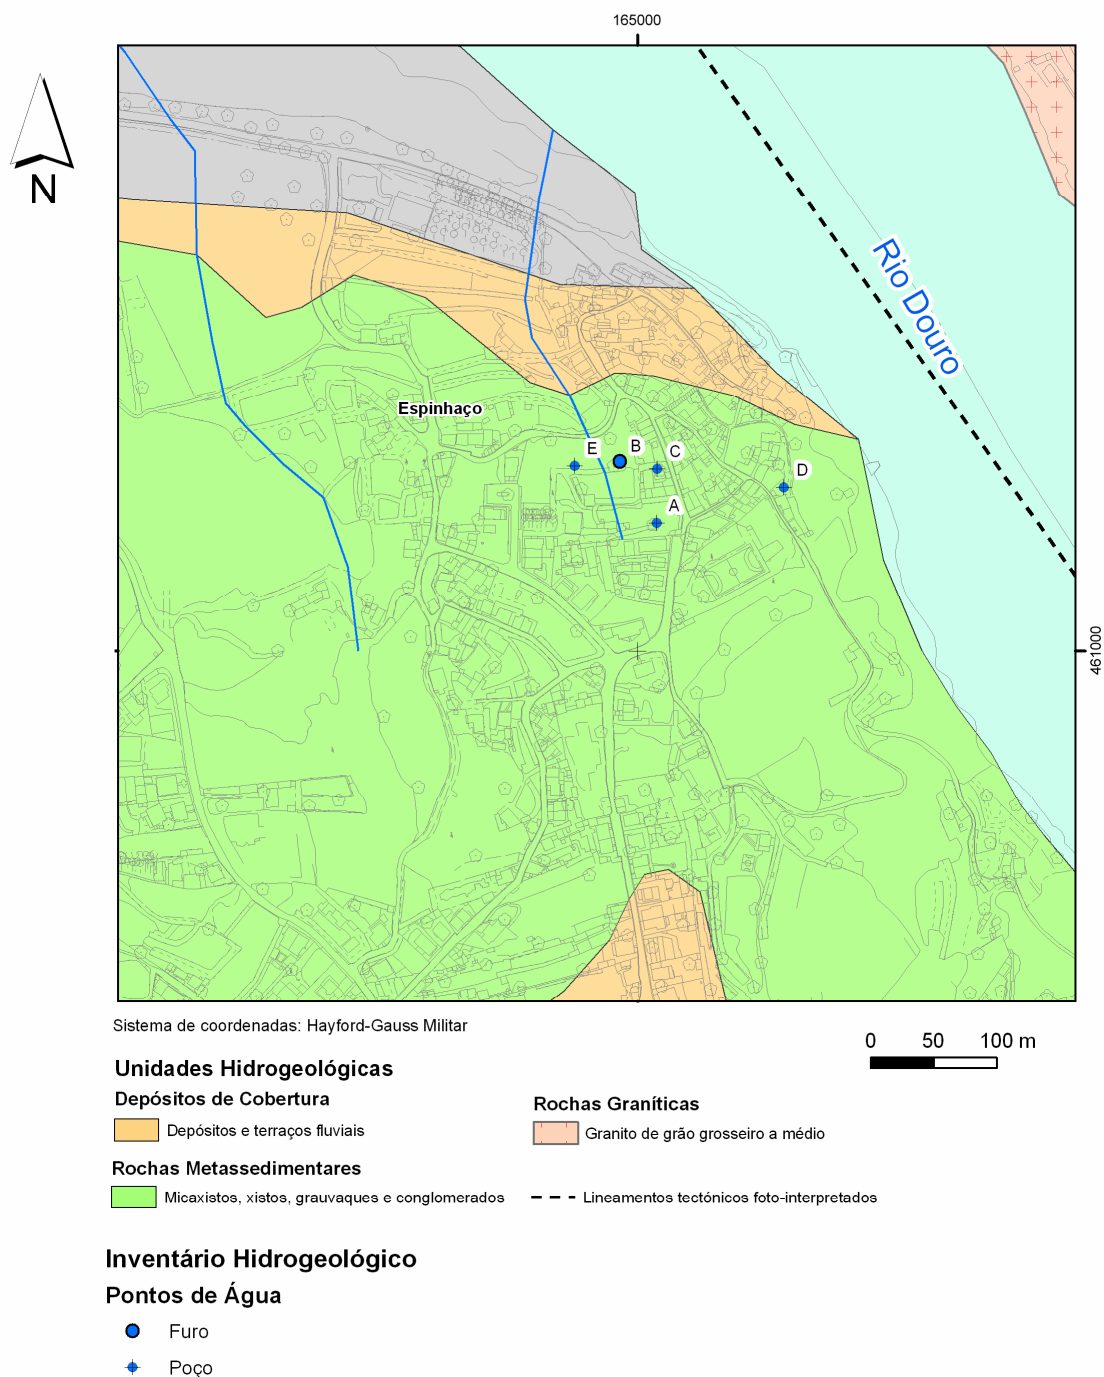 165000
N
Rio Douro
Espinhaço
E
B
C
D
A
461000
Sistema de coordenadas: Hayford-Gauss Militar
0 50 100 m
Unidades Hidrogeológicas
Depósitos de Cobertura
Depósitos e terraços fluviais
Rochas Graníticas
Granito de grão grosseiro a médio
Rochas Metassedimentares
Micaxistos, xistos, grauvaques e conglomerados
Lineamentos tectónicos foto-interpretados
Inventário Hidrogeológico
Pontos de Água
Furo
Poço